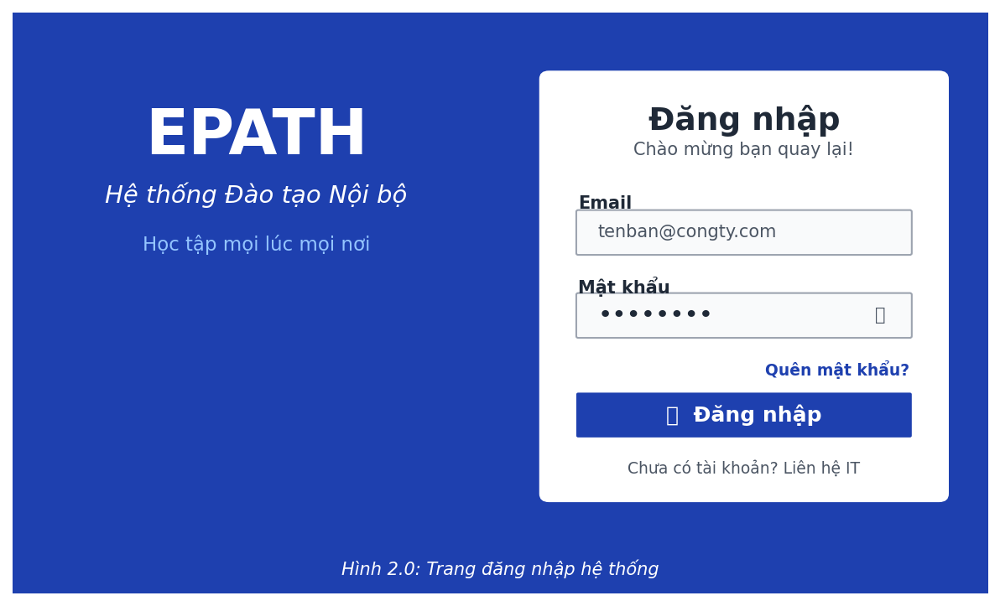 EPATH
Hệ thống Đào tạo Nội bộ
Học tập mọi lúc mọi nơi
Đăng nhập
Chào mừng bạn quay lại!
Email
tenban@congty.com
Mật khẩu
••••••••
Quên mật khẩu?
Đăng nhập
Chưa có tài khoản? Liên hệ IT
Hình 2.0: Trang đăng nhập hệ thống